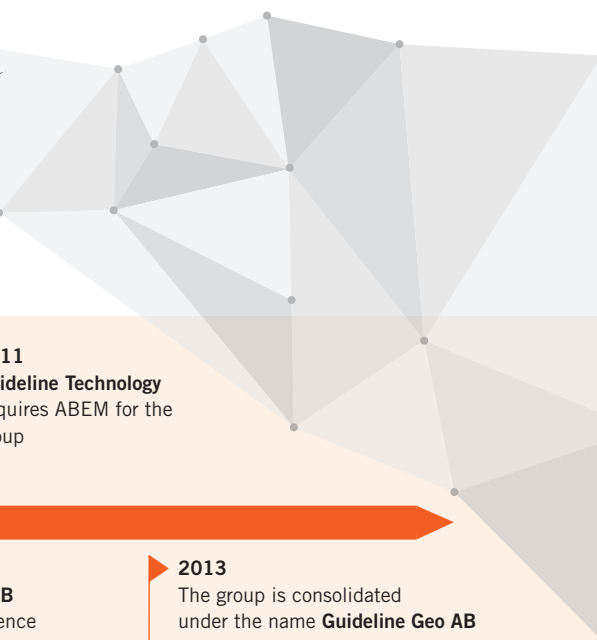 11
ideline Technology
quires ABEM for the
oup
B
ence
2013
The group is consolidated
under the name Guideline Geo AB